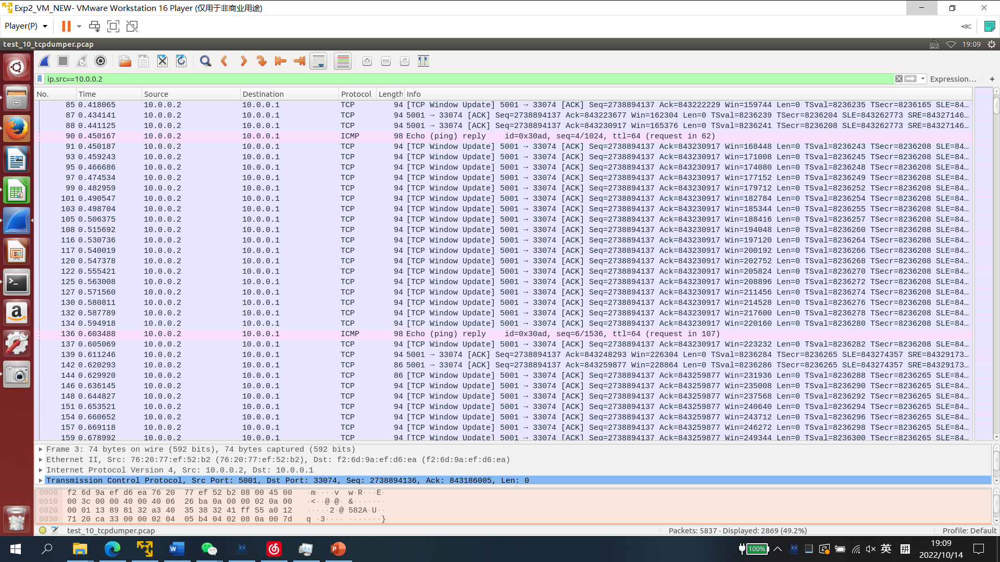 Exp2_VM_NEW- VMware Workstation 16 Player (仅用于非商业用途)
Player(P)
test_10_tcpdumper.pcap 19:09
ip.src==10.0.0.2 Expression… +
No. Time Source Destination Protocol Length Info
85 0.418065 10.0.0.2 10.0.0.1 TCP 94 [TCP Window Update] 5001 → 33074 [ACK] Seq=2738894137 Ack=843222229 Win=159744 Len=0 TSval=8236235 TSecr=8236165 SLE=84…
87 0.434141 10.0.0.2 10.0.0.1 TCP 94 5001 → 33074 [ACK] Seq=2738894137 Ack=843223677 Win=162304 Len=0 TSval=8236239 TSecr=8236204 SLE=843262773 SRE=84327146…
88 0.441125 10.0.0.2 10.0.0.1 TCP 94 5001 → 33074 [ACK] Seq=2738894137 Ack=843230917 Win=165376 Len=0 TSval=8236241 TSecr=8236208 SLE=843262773 SRE=84327146…
90 0.450167 10.0.0.2 10.0.0.1 ICMP 98 Echo (ping) reply id=0x30ad, seq=4/1024, ttl=64 (request in 62)
91 0.450187 10.0.0.2 10.0.0.1 TCP 94 [TCP Window Update] 5001 → 33074 [ACK] Seq=2738894137 Ack=843230917 Win=168448 Len=0 TSval=8236243 TSecr=8236208 SLE=84…
93 0.459243 10.0.0.2 10.0.0.1 TCP 94 [TCP Window Update] 5001 → 33074 [ACK] Seq=2738894137 Ack=843230917 Win=171008 Len=0 TSval=8236245 TSecr=8236208 SLE=84…
95 0.466686 10.0.0.2 10.0.0.1 TCP 94 [TCP Window Update] 5001 → 33074 [ACK] Seq=2738894137 Ack=843230917 Win=174080 Len=0 TSval=8236248 TSecr=8236208 SLE=84…
97 0.474534 10.0.0.2 10.0.0.1 TCP 94 [TCP Window Update] 5001 → 33074 [ACK] Seq=2738894137 Ack=843230917 Win=177152 Len=0 TSval=8236249 TSecr=8236208 SLE=84…
99 0.482959 10.0.0.2 10.0.0.1 TCP 94 [TCP Window Update] 5001 → 33074 [ACK] Seq=2738894137 Ack=843230917 Win=179712 Len=0 TSval=8236252 TSecr=8236208 SLE=84…
101 0.490547 10.0.0.2 10.0.0.1 TCP 94 [TCP Window Update] 5001 → 33074 [ACK] Seq=2738894137 Ack=843230917 Win=182784 Len=0 TSval=8236254 TSecr=8236208 SLE=84…
103 0.498704 10.0.0.2 10.0.0.1 TCP 94 [TCP Window Update] 5001 → 33074 [ACK] Seq=2738894137 Ack=843230917 Win=185344 Len=0 TSval=8236255 TSecr=8236208 SLE=84…
105 0.506375 10.0.0.2 10.0.0.1 TCP 94 [TCP Window Update] 5001 → 33074 [ACK] Seq=2738894137 Ack=843230917 Win=188416 Len=0 TSval=8236257 TSecr=8236208 SLE=84…
108 0.515692 10.0.0.2 10.0.0.1 TCP 94 [TCP Window Update] 5001 → 33074 [ACK] Seq=2738894137 Ack=843230917 Win=194048 Len=0 TSval=8236260 TSecr=8236208 SLE=84…
116 0.530736 10.0.0.2 10.0.0.1 TCP 94 [TCP Window Update] 5001 → 33074 [ACK] Seq=2738894137 Ack=843230917 Win=197120 Len=0 TSval=8236264 TSecr=8236208 SLE=84…
117 0.540019 10.0.0.2 10.0.0.1 TCP 94 [TCP Window Update] 5001 → 33074 [ACK] Seq=2738894137 Ack=843230917 Win=200192 Len=0 TSval=8236266 TSecr=8236208 SLE=84…
120 0.547378 10.0.0.2 10.0.0.1 TCP 94 [TCP Window Update] 5001 → 33074 [ACK] Seq=2738894137 Ack=843230917 Win=202752 Len=0 TSval=8236268 TSecr=8236208 SLE=84…
122 0.555421 10.0.0.2 10.0.0.1 TCP 94 [TCP Window Update] 5001 → 33074 [ACK] Seq=2738894137 Ack=843230917 Win=205824 Len=0 TSval=8236270 TSecr=8236208 SLE=84…
125 0.563008 10.0.0.2 10.0.0.1 TCP 94 [TCP Window Update] 5001 → 33074 [ACK] Seq=2738894137 Ack=843230917 Win=208896 Len=0 TSval=8236272 TSecr=8236208 SLE=84…
127 0.571560 10.0.0.2 10.0.0.1 TCP 94 [TCP Window Update] 5001 → 33074 [ACK] Seq=2738894137 Ack=843230917 Win=211456 Len=0 TSval=8236274 TSecr=8236208 SLE=84…
130 0.580811 10.0.0.2 10.0.0.1 TCP 94 [TCP Window Update] 5001 → 33074 [ACK] Seq=2738894137 Ack=843230917 Win=214528 Len=0 TSval=8236276 TSecr=8236208 SLE=84…
132 0.587789 10.0.0.2 10.0.0.1 TCP 94 [TCP Window Update] 5001 → 33074 [ACK] Seq=2738894137 Ack=843230917 Win=217600 Len=0 TSval=8236278 TSecr=8236208 SLE=84…
134 0.594918 10.0.0.2 10.0.0.1 TCP 94 [TCP Window Update] 5001 → 33074 [ACK] Seq=2738894137 Ack=843230917 Win=220160 Len=0 TSval=8236280 TSecr=8236208 SLE=84…
136 0.603488 10.0.0.2 10.0.0.1 ICMP 98 Echo (ping) reply id=0x30ad, seq=6/1536, ttl=64 (request in 107)
137 0.605069 10.0.0.2 10.0.0.1 TCP 94 [TCP Window Update] 5001 → 33074 [ACK] Seq=2738894137 Ack=843230917 Win=223232 Len=0 TSval=8236282 TSecr=8236208 SLE=84…
139 0.611246 10.0.0.2 10.0.0.1 TCP 94 5001 → 33074 [ACK] Seq=2738894137 Ack=843248293 Win=226304 Len=0 TSval=8236284 TSecr=8236265 SLE=843274357 SRE=84329173…
142 0.620293 10.0.0.2 10.0.0.1 TCP 86 5001 → 33074 [ACK] Seq=2738894137 Ack=843259877 Win=228864 Len=0 TSval=8236286 TSecr=8236265 SLE=843274357 SRE=84329173…
144 0.629920 10.0.0.2 10.0.0.1 TCP 86 [TCP Window Update] 5001 → 33074 [ACK] Seq=2738894137 Ack=843259877 Win=231936 Len=0 TSval=8236288 TSecr=8236265 SLE=84…
146 0.636145 10.0.0.2 10.0.0.1 TCP 94 [TCP Window Update] 5001 → 33074 [ACK] Seq=2738894137 Ack=843259877 Win=235008 Len=0 TSval=8236290 TSecr=8236265 SLE=84…
148 0.644827 10.0.0.2 10.0.0.1 TCP 94 [TCP Window Update] 5001 → 33074 [ACK] Seq=2738894137 Ack=843259877 Win=237568 Len=0 TSval=8236292 TSecr=8236265 SLE=84…
151 0.653521 10.0.0.2 10.0.0.1 TCP 94 [TCP Window Update] 5001 → 33074 [ACK] Seq=2738894137 Ack=843259877 Win=240640 Len=0 TSval=8236294 TSecr=8236265 SLE=84…
154 0.660652 10.0.0.2 10.0.0.1 TCP 94 [TCP Window Update] 5001 → 33074 [ACK] Seq=2738894137 Ack=843259877 Win=243712 Len=0 TSval=8236296 TSecr=8236265 SLE=84…
157 0.669118 10.0.0.2 10.0.0.1 TCP 94 [TCP Window Update] 5001 → 33074 [ACK] Seq=2738894137 Ack=843259877 Win=246272 Len=0 TSval=8236298 TSecr=8236265 SLE=84…
159 0.678992 10.0.0.2 10.0.0.1 TCP 94 [TCP Window Update] 5001 → 33074 [ACK] Seq=2738894137 Ack=843259877 Win=249344 Len=0 TSval=8236300 TSecr=8236265 SLE=84…
Frame 3: 74 bytes on wire (592 bits), 74 bytes captured (592 bits)
Ethernet II, Src: 76:20:77:ef:52:b2 (76:20:77:ef:52:b2), Dst: f2:6d:9a:ef:d6:ea (f2:6d:9a:ef:d6:ea)
Internet Protocol Version 4, Src: 10.0.0.2, Dst: 10.0.0.1
Transmission Control Protocol, Src Port: 5001, Dst Port: 33074, Seq: 2738894136, Ack: 843186005, Len: 0
0000 f2 6d 9a ef d6 ea 76 20 77 ef 52 b2 08 00 45 00 ·m····v w·R···E·
0010 00 3c 00 00 40 00 40 06 26 ba 0a 00 00 02 0a 00 ·<··@·@· &·······
0020 00 01 13 89 81 32 a3 40 35 38 32 41 ff 55 a0 12 ·····2·@ 582A·U··
0030 71 20 ca 33 00 00 02 04 05 b4 04 02 08 0a 00 7d q ·3···· ·······}
test_10_tcpdumper.pcap Packets: 5837 · Displayed: 2869 (49.2%) Profile: Default
100% 英 拼 19:09
2022/10/14